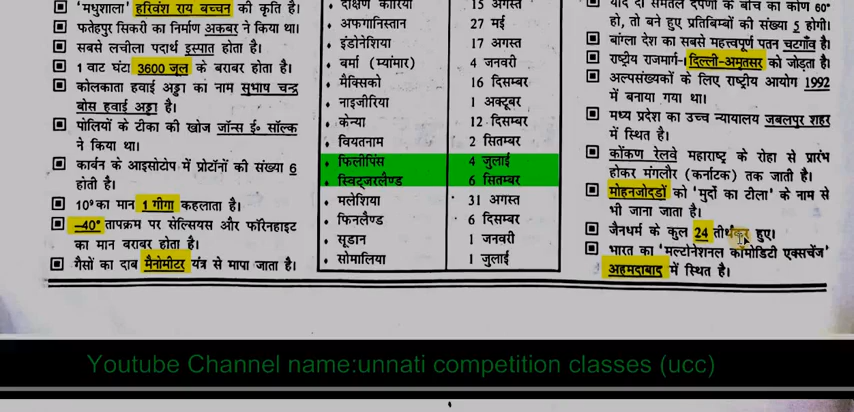 'मधुशाला' हरिवंश राय बच्चन की कृति है।
फतेहपुर सिकरी का निर्माण अकबर ने किया था।
सबसे लचीला पदार्थ इस्पात होता है।
1 वाट घंटा 3600 जूल के बराबर होता है।
कोलकाता हवाई अड्डा का नाम सुभाष चन्द्र
बोस हवाई अड्डा है।
पोलियों के टीका की खोज जॉन्स ई० सॉल्क
ने किया था।
कार्बन के आइसोटोप में प्रोटॉनों की संख्या 6
होती है।
10⁹ का मान 1 गीगा कहलाता है।
–40° तापक्रम पर सेल्सियस और फॉरेनहाइट
का मान बराबर होता है।
गैसों का दाब मैनोमीटर यंत्र से मापा जाता है।
दक्षिण कोरिया 15 अगस्त
अफगानिस्तान 27 मई
इंडोनेशिया 17 अगस्त
बर्मा (म्यांमार) 4 जनवरी
मैक्सिको 16 दिसम्बर
नाइजीरिया 1 अक्टूबर
केन्या 12 दिसम्बर
वियतनाम 2 सितम्बर
फिलीपिंस 4 जुलाई
स्विट्जरलैण्ड 6 सितम्बर
मलेशिया 31 अगस्त
फिनलैण्ड 6 दिसम्बर
सूडान 1 जनवरी
सोमालिया 1 जुलाई
यदि दो समतल दर्पणों के बीच का कोण 60°
हो, तो बने हुए प्रतिबिम्बों की संख्या 5 होगी।
बांग्ला देश का सबसे महत्त्वपूर्ण पतन चटगाँव है।
राष्ट्रीय राजमार्ग-1 दिल्ली-अमृतसर को जोड़ता है।
अल्पसंख्यकों के लिए राष्ट्रीय आयोग 1992
में बनाया गया था।
मध्य प्रदेश का उच्च न्यायालय जबलपुर शहर
में स्थित है।
कोंकण रेलवे महाराष्ट्र के रोहा से प्रारंभ
होकर मंगलौर (कर्नाटक) तक जाती है।
मोहनजोदड़ों को 'मुर्दो का टीला' के नाम से
भी जाना जाता है।
जैनधर्म के कुल 24 तीर्थंकर हुए।
भारत का 'मल्टीनेशनल कॉमोडिटी एक्सचेंज'
अहमदाबाद में स्थित है।
Youtube Channel name:unnati competition classes (ucc)